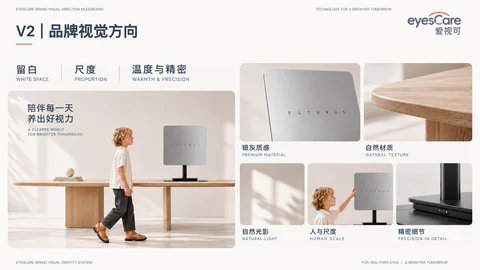 EYESCARE BRAND VISUAL DIRECTION MOODBOARD
TECHNOLOGY FOR A BRIGHTER TOMORROW
eyesCare
爱视可
V2 | 品牌视觉方向
留白
WHITE SPACE
尺度
PROPORTION
温度与精密
WARMTH & PRECISION
陪伴每一天
养出好视力
A CLEARER WORLD
FOR BRIGHTER TOMORROWS
FUTURUS
FUTURUS
银灰质感
PREMIUM MATERIAL
自然材质
NATURAL TEXTURE
自然光影
NATURAL LIGHT
人与尺度
HUMAN SCALE
精密细节
PRECISION IN DETAIL
EYESCARE BRAND VISUAL IDENTITY SYSTEM
FOR HEALTHIER EYES | A BRIGHTER TOMORROW